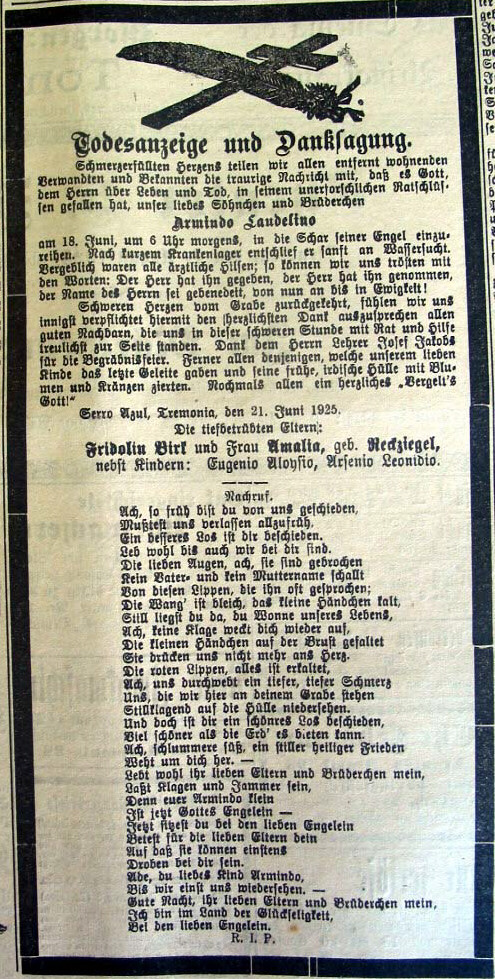 Todesanzeige und Danksagung.
Schmerzerfüllten Herzens teilen wir allen entfernt wohnenden
Verwandten und Bekannten die traurige Nachricht mit, daß es Gott,
dem Herrn über Leben und Tod, in seinem unerforschlichen Ratschlüs-
sen gefallen hat, unser liebes Söhnchen und Brüderchen
Armindo Laudelino
am 18. Juni, um 6 Uhr morgens, in die Schar seiner Engel einzu-
reihen. Nach kurzem Krankenlager entschlief er sanft an Wassersucht.
Vergeblich waren alle ärztliche Hilfen; so können wir uns trösten mit
den Worten: Der Herr hat ihn gegeben, der Herr hat ihn genommen,
der Name des Herrn sei gebenedeit, von nun an bis in Ewigkeit!
Schweren Herzens vom Grabe zurückgekehrt, fühlen wir uns
innigst verpflichtet hiermit den herzlichsten Dank auszusprechen allen
guten Nachbarn, die uns in dieser schweren Stunde mit Rat und Hilfe
treulichst zur Seite standen. Dank dem Herrn Lehrer Josef Jakobs
für die Begräbnisfeier. Ferner allen denjenigen, welche unserem lieben
Kinde das letzte Geleite gaben und seine frühe, irdische Hülle mit Blu-
men und Kränzen zierten. Nochmals allen ein herzliches „Vergelt's
Gott!“
Serro Azul, Tremonia, den 21. Juni 1925.
Die tiefbetrübten Eltern:
Fridolin Birk und Frau Amalia, geb. Reckziegel,
nebst Kindern: Eugenio Aloysio, Arsenio Leonidio.
Nachruf.
Ach, so früh bist du von uns geschieden,
Mußtest uns verlassen allzufrüh.
Ein besseres Los ist dir beschieden.
Leb wohl bis auch wir bei dir sind.
Die lieben Augen, ach, sie sind gebrochen
Kein Vater- und kein Muttername schallt
Von diesen Lippen, die ihn oft gesprochen;
Die Wang' ist bleich, das kleine Händchen kalt,
Still liegst du da, du Wonne unseres Lebens,
Ach, keine Klage weckt dich wieder auf,
Die kleinen Händchen auf der Brust gefaltet
Sie drücken uns nicht mehr ans Herz.
Die roten Lippen, alles ist erkaltet,
Ach, uns durchwebt ein tiefer, tiefer Schmerz
Uns, die wir hier an deinem Grabe stehen
Stillklagend auf die Hülle niedersehen.
Und doch ist dir ein schönres Los beschieden,
Viel schöner als die Erd' es bieten kann.
Ach, schlummere süß, ein stiller heiliger Frieden
Weht um dich her. —
Lebt wohl ihr lieben Eltern und Brüderchen mein,
Laßt Klagen und Jammer sein,
Denn euer Armindo klein
Ist jetzt Gottes Engelein —
Jetzt sitzest du bei den lieben Engelein
Betest für die lieben Eltern dein
Auf daß sie können einstens
Droben bei dir sein.
Ade, du liebes Kind Armindo,
Bis wir einst uns wiedersehen. —
Gute Nacht, ihr lieben Eltern und Brüderchen mein,
Ich bin im Land der Glückseligkeit,
Bei den lieben Engelein.
R. I. P.